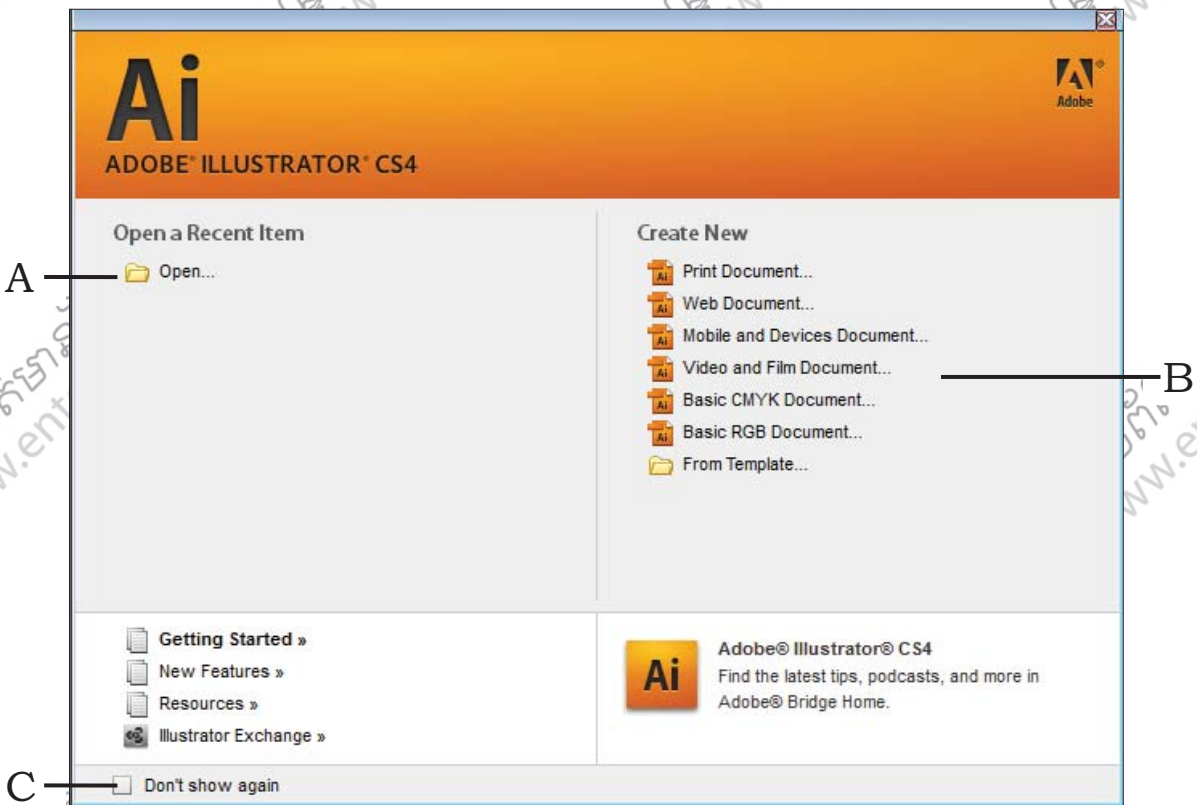 Ai
ADOBE® ILLUSTRATOR® CS4
Adobe
Open a Recent Item
A
Open...
Create New
Print Document...
Web Document...
Mobile and Devices Document...
Video and Film Document...
B
Basic CMYK Document...
Basic RGB Document...
From Template...
Getting Started »
New Features »
Resources »
Illustrator Exchange »
Ai
Adobe® Illustrator® CS4
Find the latest tips, podcasts, and more in
Adobe® Bridge Home.
C
Don't show again